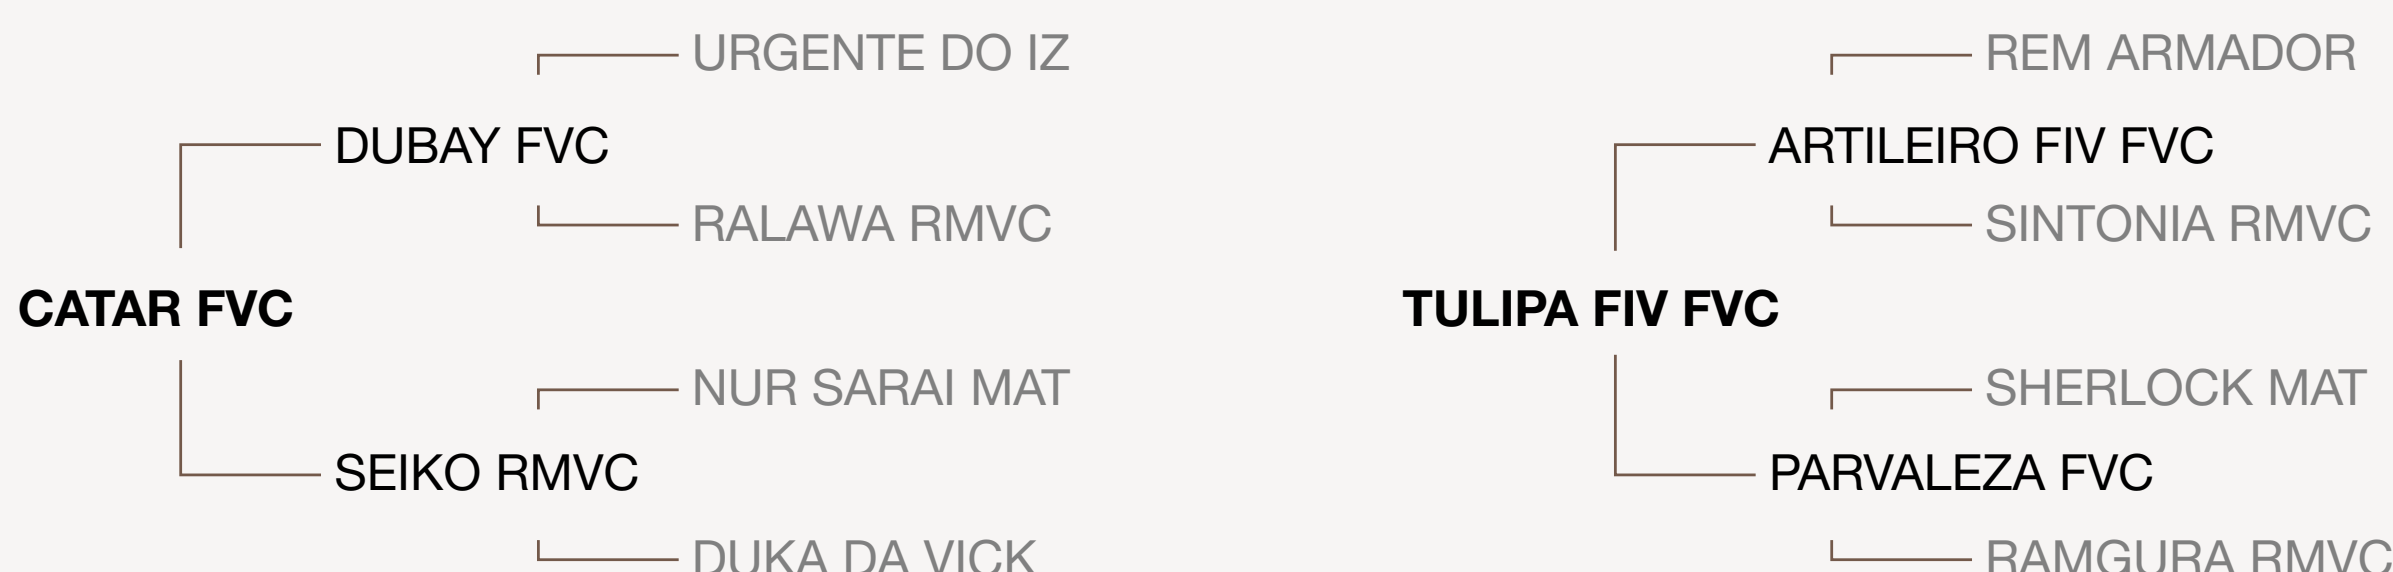 URGENTE DO IZ
DUBAY FVC
RALAWA RMVC
CATAR FVC
NUR SARAI MAT
SEIKO RMVC
DUKA DA VICK
REM ARMADOR
ARTILEIRO FIV FVC
SINTONIA RMVC
TULIPA FIV FVC
SHERLOCK MAT
PARVALEZA FVC
RAMGURA RMVC